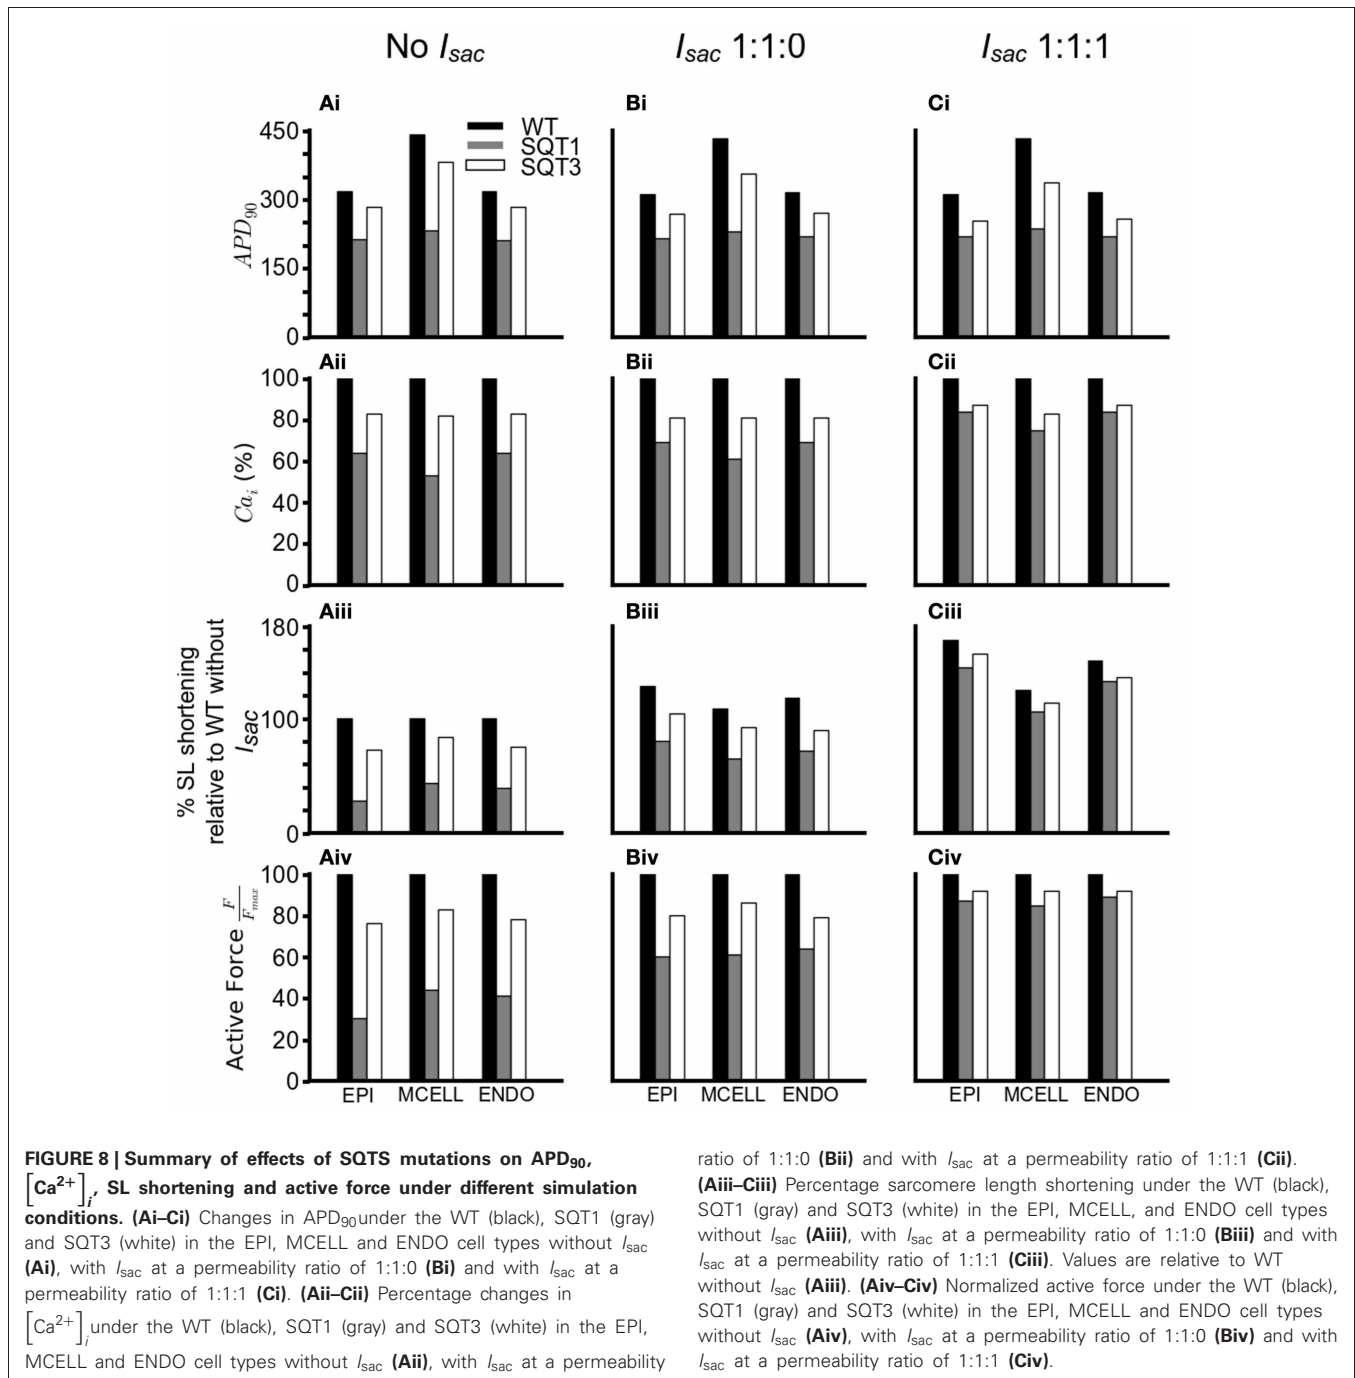 No Isac
Isac 1:1:0
Isac 1:1:1
Ai
Bi
Ci
WT
SQT1
SQT3
450
300
150
0
APD90
Aii
Bii
Cii
100
80
60
40
20
0
Cai (%)
Aiii
Biii
Ciii
180
100
0
% SL shortening
relative to WT without
Isac
Aiv
Biv
Civ
100
80
60
40
20
0
Active Force F/Fmax
EPI MCELL ENDO
EPI MCELL ENDO
EPI MCELL ENDO
FIGURE 8 | Summary of effects of SQTS mutations on APD90,
[Ca2+]i, SL shortening and active force under different simulation
conditions. (Ai–Ci) Changes in APD90 under the WT (black), SQT1 (gray)
and SQT3 (white) in the EPI, MCELL and ENDO cell types without Isac
(Ai), with Isac at a permeability ratio of 1:1:0 (Bi) and with Isac at a
permeability ratio of 1:1:1 (Ci). (Aii–Cii) Percentage changes in
[Ca2+]i under the WT (black), SQT1 (gray) and SQT3 (white) in the EPI,
MCELL and ENDO cell types without Isac (Aii), with Isac at a permeability
ratio of 1:1:0 (Bii) and with Isac at a permeability ratio of 1:1:1 (Cii).
(Aiii–Ciii) Percentage sarcomere length shortening under the WT (black),
SQT1 (gray) and SQT3 (white) in the EPI, MCELL, and ENDO cell types
without Isac (Aiii), with Isac at a permeability ratio of 1:1:0 (Biii) and with
Isac at a permeability ratio of 1:1:1 (Ciii). Values are relative to WT
without Isac (Aiii). (Aiv–Civ) Normalized active force under the WT (black),
SQT1 (gray) and SQT3 (white) in the EPI, MCELL and ENDO cell types
without Isac (Aiv), with Isac at a permeability ratio of 1:1:0 (Biv) and with
Isac at a permeability ratio of 1:1:1 (Civ).